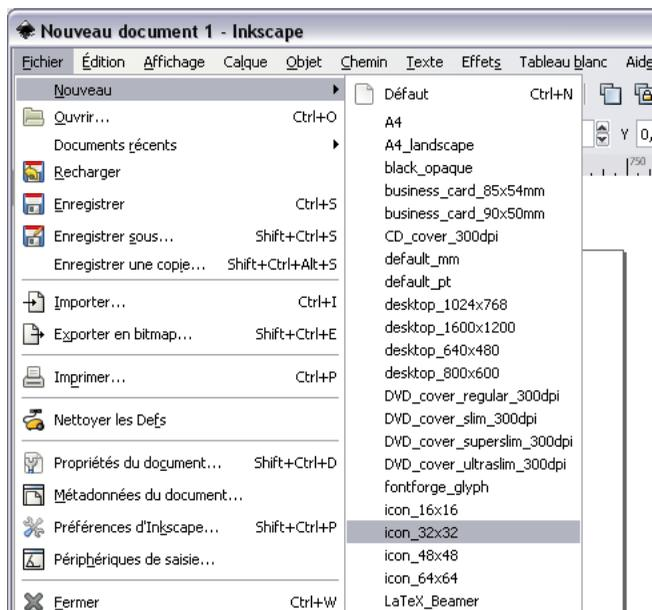 Nouveau document 1 - Inkscape
Fichier Édition Affichage Calque Objet Chemin Texte Effets Tableau blanc Aide
Nouveau
Ouvrir... Ctrl+O
Documents récents
Recharger
Enregistrer Ctrl+S
Enregistrer sous... Shift+Ctrl+S
Enregistrer une copie... Shift+Ctrl+Alt+S
Importer... Ctrl+I
Exporter en bitmap... Shift+Ctrl+E
Imprimer... Ctrl+P
Nettoyer les Defs
Propriétés du document... Shift+Ctrl+D
Métadonnées du document...
Préférences d'Inkscape... Shift+Ctrl+P
Périphériques de saisie...
Fermer Ctrl+W
Défaut Ctrl+N
A4
A4_landscape
black_opaque
business_card_85x54mm
business_card_90x50mm
CD_cover_300dpi
default_mm
default_pt
desktop_1024x768
desktop_1600x1200
desktop_640x480
desktop_800x600
DVD_cover_regular_300dpi
DVD_cover_slim_300dpi
DVD_cover_superslim_300dpi
DVD_cover_ultraslim_300dpi
fontforge_glyph
icon_16x16
icon_32x32
icon_48x48
icon_64x64
LaTeX_Beamer
Y 0,
750